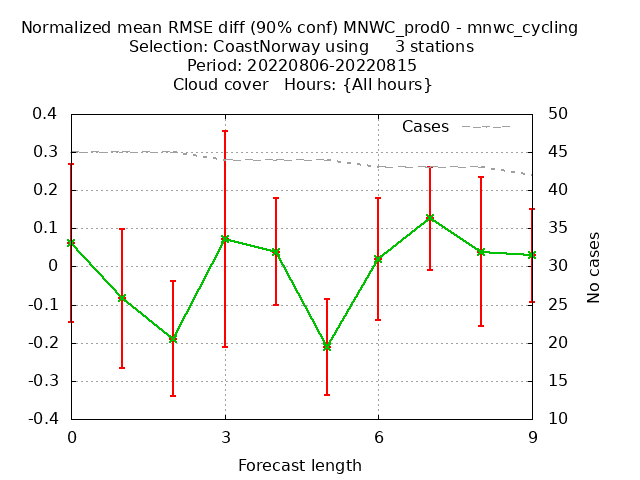 Normalized mean RMSE diff (90% conf) MNWC_prod0 - mnwc_cycling
Selection: CoastNorway using 3 stations
Period: 20220806-20220815
Cloud cover Hours: {All hours}
Cases
0.4
0.3
0.2
0.1
0
-0.1
-0.2
-0.3
-0.4
50
45
40
35
30
25
20
15
10
No cases
0 3 6 9
Forecast length